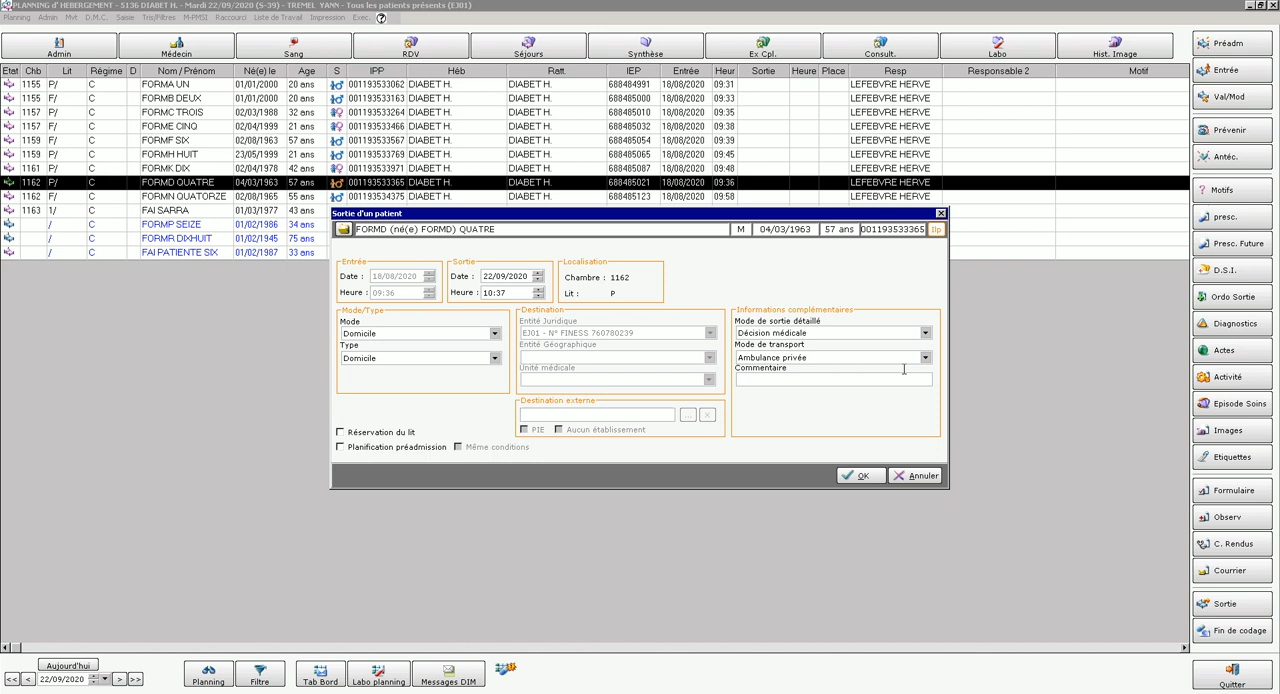 PLANNING d' HEBERGEMENT - 5136 DIABET H. - Mardi 22/09/2020 (S-39) - TREMEL YANN - Tous les patients présents (EJ01)
Planning Admin Mvt D.M.C. Saisie Tris/Filtres M-PMSI Raccourci Liste de Travail Impression Exec. ?
Admin Médecin Sang RDV Séjours Synthèse Ex Cpl. Consult. Labo Hist. Image
Etat Chb Lit Régime D Nom / Prénom Né(e) le Age S IPP Héb Ratt. IEP Entrée Heur Sortie Heure Place Resp Responsable 2 Motif
1155 P/ C FORMA UN 01/01/2000 20 ans 001193533062 DIABET H. DIABET H. 688484991 18/08/2020 09:31 LEFEBVRE HERVE
1155 P/ C FORMB DEUX 01/01/2000 20 ans 001193533163 DIABET H. DIABET H. 688485000 18/08/2020 09:33 LEFEBVRE HERVE
1157 P/ C FORMC TROIS 02/03/1988 32 ans 001193533264 DIABET H. DIABET H. 688485010 18/08/2020 09:35 LEFEBVRE HERVE
1157 F/ C FORME CINQ 02/04/1999 21 ans 001193533466 DIABET H. DIABET H. 688485032 18/08/2020 09:38 LEFEBVRE HERVE
1159 F/ C FORMF SIX 02/08/1963 57 ans 001193533567 DIABET H. DIABET H. 688485054 18/08/2020 09:39 LEFEBVRE HERVE
1159 P/ C FORMH HUIT 23/05/1999 21 ans 001193533769 DIABET H. DIABET H. 688485065 18/08/2020 09:45 LEFEBVRE HERVE
1161 P/ C FORMK DIX 02/04/1978 42 ans 001193533971 DIABET H. DIABET H. 688485087 18/08/2020 09:48 LEFEBVRE HERVE
1162 P/ C FORMD QUATRE 04/03/1963 57 ans 001193533365 DIABET H. DIABET H. 688485021 18/08/2020 09:36 LEFEBVRE HERVE
1162 F/ C FORMN QUATORZE 02/08/1965 55 ans 001193534375 DIABET H. DIABET H. 688485123 18/08/2020 09:58 LEFEBVRE HERVE
1163 1/ C FAI SARRA 01/03/1977 43 ans
/ C FORMP SEIZE 01/02/1986 34 ans
/ C FORMR DIXHUIT 01/02/1945 75 ans
/ C FAI PATIENTE SIX 01/02/1987 33 ans
Sortie d'un patient
FORMD (né(e) FORMD) QUATRE M 04/03/1963 57 ans 001193533365 Ilp
Entrée
Date : 18/08/2020
Heure : 09:36
Sortie
Date : 22/09/2020
Heure : 10:37
Localisation
Chambre : 1162
Lit : P
Mode/Type
Mode
Domicile
Type
Domicile
Destination
Entité Juridique
EJ01 - N° FINESS 760780239
Entité Géographique
Unité médicale
Destination externe
...
PIE Aucun établissement
Informations complémentaires
Mode de sortie détaillé
Décision médicale
Mode de transport
Ambulance privée
Commentaire
Réservation du lit
Planification préadmission Même conditions
OK Annuler
Préadm
Entrée
Val/Mod
Prévenir
Antéc.
Motifs
presc.
Presc. Future
D.S.I.
Ordo Sortie
Diagnostics
Actes
Activité
Episode Soins
Images
Etiquettes
Formulaire
Observ
C. Rendus
Courrier
Sortie
Fin de codage
Quitter
Aujourd'hui
<< < 22/09/2020 > >>
Planning Filtre Tab Bord Labo planning Messages DIM